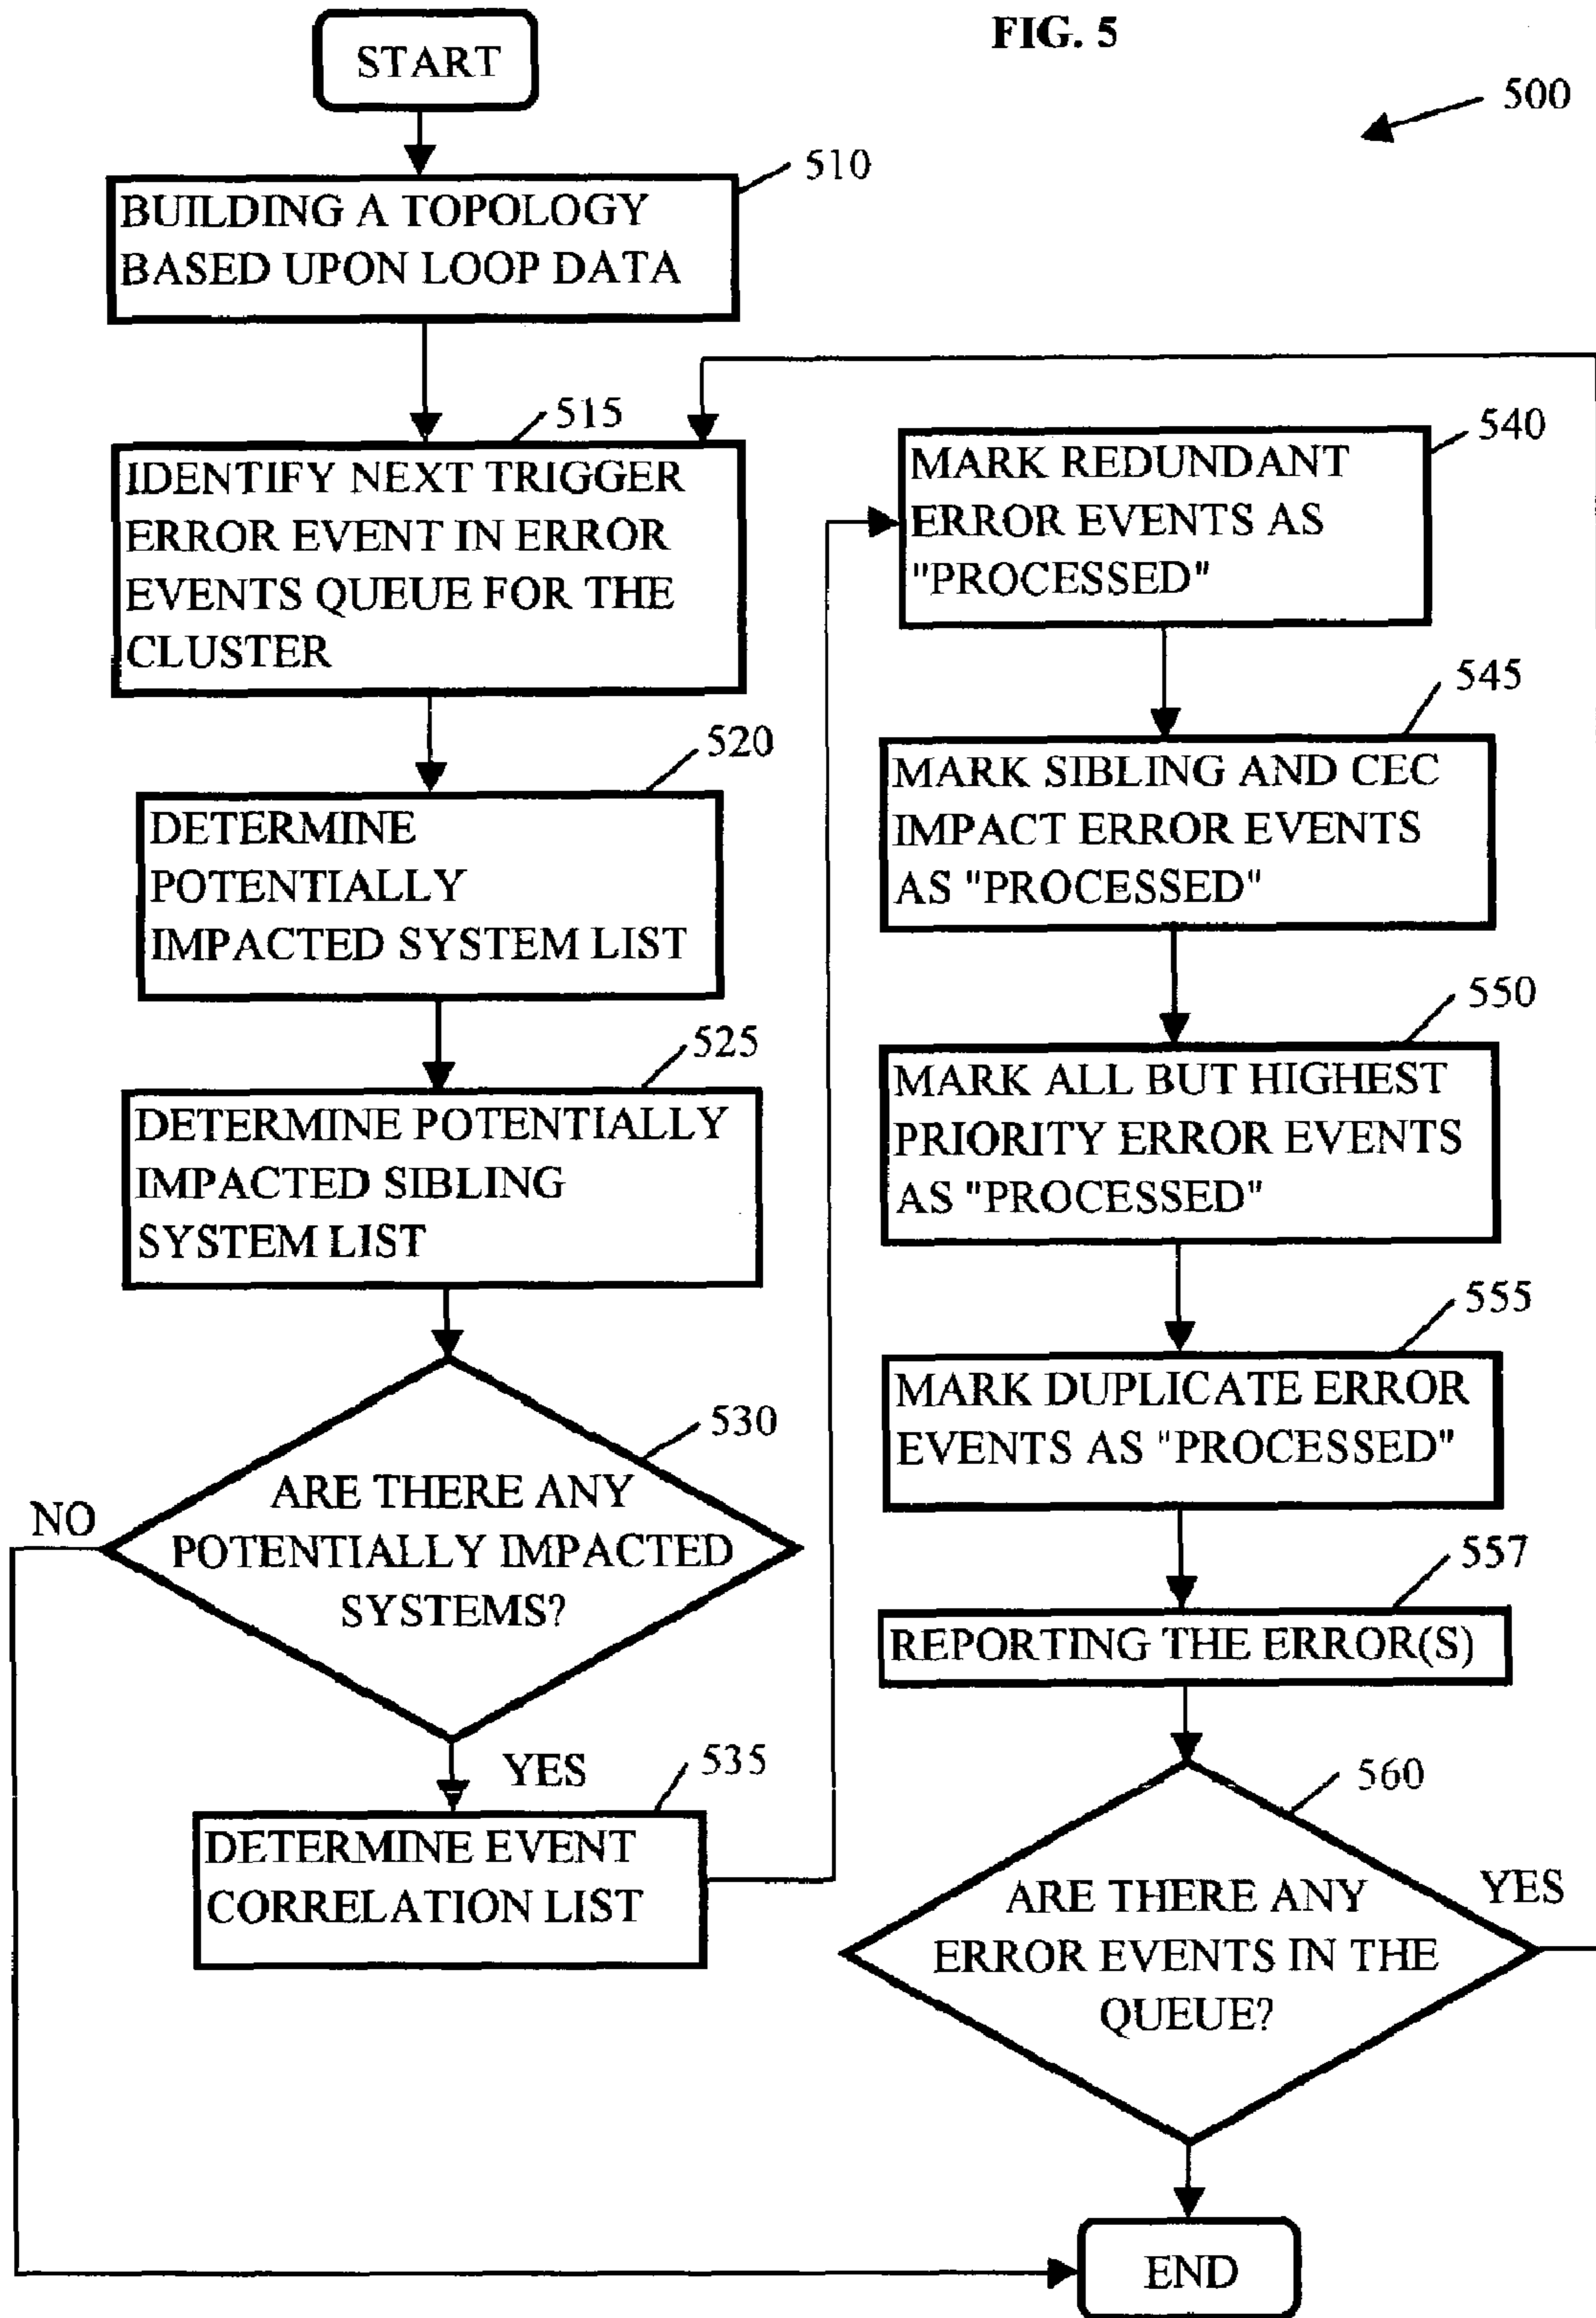 FIG. 5
500
START
510
BUILDING A TOPOLOGY
BASED UPON LOOP DATA
515
IDENTIFY NEXT TRIGGER
ERROR EVENT IN ERROR
EVENTS QUEUE FOR THE
CLUSTER
520
DETERMINE
POTENTIALLY
IMPACTED SYSTEM LIST
525
DETERMINE POTENTIALLY
IMPACTED SIBLING
SYSTEM LIST
530
ARE THERE ANY
POTENTIALLY IMPACTED
SYSTEMS?
NO
YES
535
DETERMINE EVENT
CORRELATION LIST
540
MARK REDUNDANT
ERROR EVENTS AS
"PROCESSED"
545
MARK SIBLING AND CEC
IMPACT ERROR EVENTS
AS "PROCESSED"
550
MARK ALL BUT HIGHEST
PRIORITY ERROR EVENTS
AS "PROCESSED"
555
MARK DUPLICATE ERROR
EVENTS AS "PROCESSED"
557
REPORTING THE ERROR(S)
560
ARE THERE ANY
ERROR EVENTS IN THE
QUEUE?
YES
END